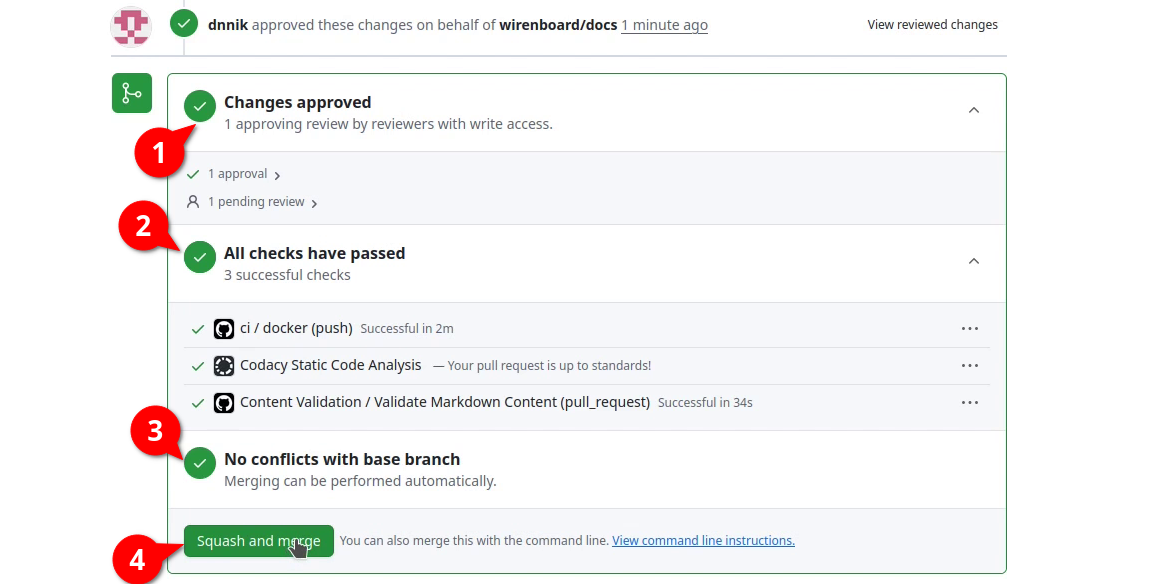 dnnik approved these changes on behalf of wirenboard/docs 1 minute ago View reviewed changes
Changes approved
1 approving review by reviewers with write access.
1
1 approval
1 pending review
2
All checks have passed
3 successful checks
ci / docker (push) Successful in 2m
Codacy Static Code Analysis — Your pull request is up to standards!
Content Validation / Validate Markdown Content (pull_request) Successful in 34s
3
No conflicts with base branch
Merging can be performed automatically.
4
Squash and merge You can also merge this with the command line. View command line instructions.